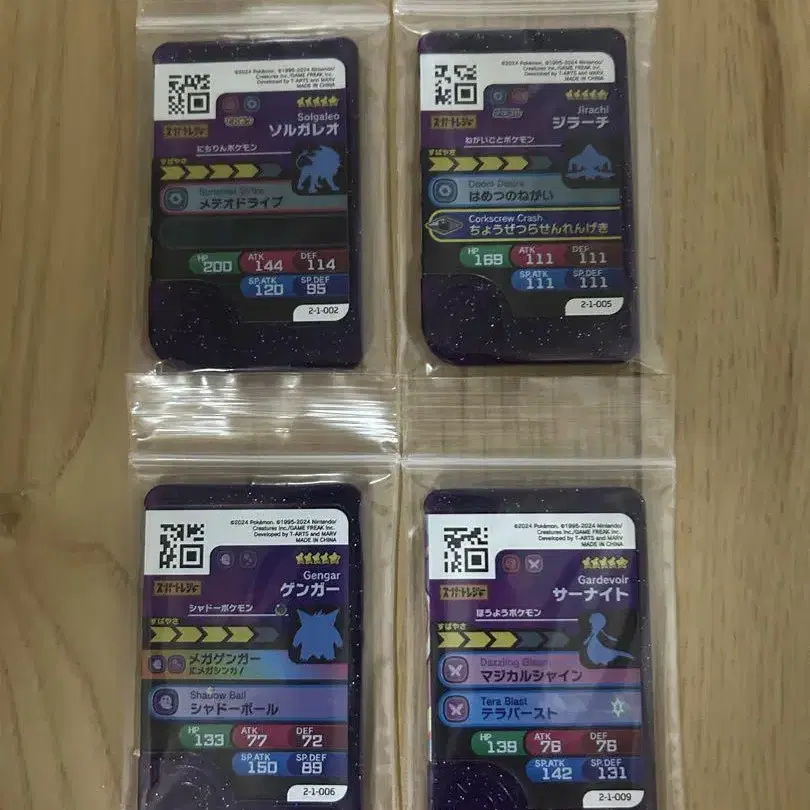 ©2024 Pokémon. ©1995-2024 Nintendo/
Creatures Inc./GAME FREAK inc.
Developed by T-ARTS and MARV
MADE IN CHINA
Solgaleo
スーパートレジャー
ソルガレオ
にちりんポケモン
すばやさ
メテオドライブ
HP 200
ATK 144
DEF 114
SP.ATK 120
SP.DEF 95
2-1-002
©2024 Pokémon. ©1995-2024 Nintendo/
Creatures Inc./GAME FREAK inc.
Developed by T-ARTS and MARV
MADE IN CHINA
Jirachi
スーパートレジャー
ジラーチ
ねがいごとポケモン
すばやさ
Doom Desire
はめつのねがい
Corkscrew Crash
ちょうぜつらせんれんげき
HP 169
ATK 111
DEF 111
SP.ATK 111
SP.DEF 111
2-1-005
©2024 Pokémon. ©1995-2024 Nintendo/
Creatures Inc./GAME FREAK inc.
Developed by T-ARTS and MARV
MADE IN CHINA
Gengar
スーパートレジャー
ゲンガー
シャドーポケモン
すばやさ
メガゲンガー
にメガシンカ!
Shadow Ball
シャドーボール
HP 133
ATK 77
DEF 72
SP.ATK 150
SP.DEF 89
2-1-006
©2024 Pokémon. ©1995-2024 Nintendo/
Creatures Inc./GAME FREAK inc.
Developed by T-ARTS and MARV
MADE IN CHINA
Gardevoir
スーパートレジャー
サーナイト
ほうようポケモン
すばやさ
Dazzling Gleam
マジカルシャイン
Tera Blast
テラバースト
HP 139
ATK 76
DEF 76
SP.ATK 142
SP.DEF 131
2-1-009